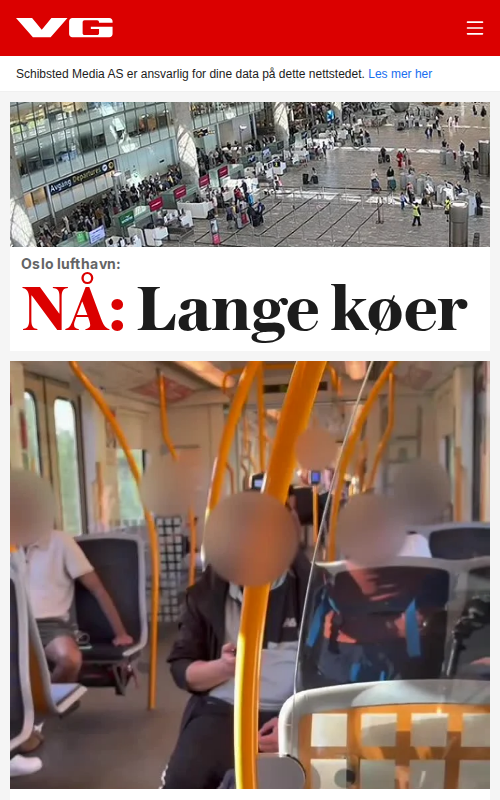 VG
Schibsted Media AS er ansvarlig for dine data på dette nettstedet. Les mer her
Avgang Departures
Oslo lufthavn:
NÅ: Lange køer